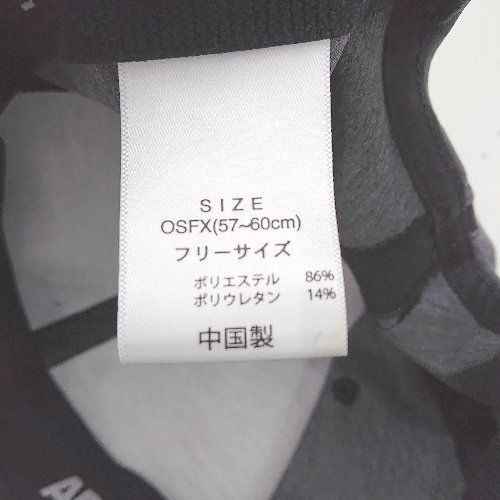 SIZE
OSFX(57~60cm)
フリーサイズ
ポリエステル 86%
ポリウレタン 14%
中国製